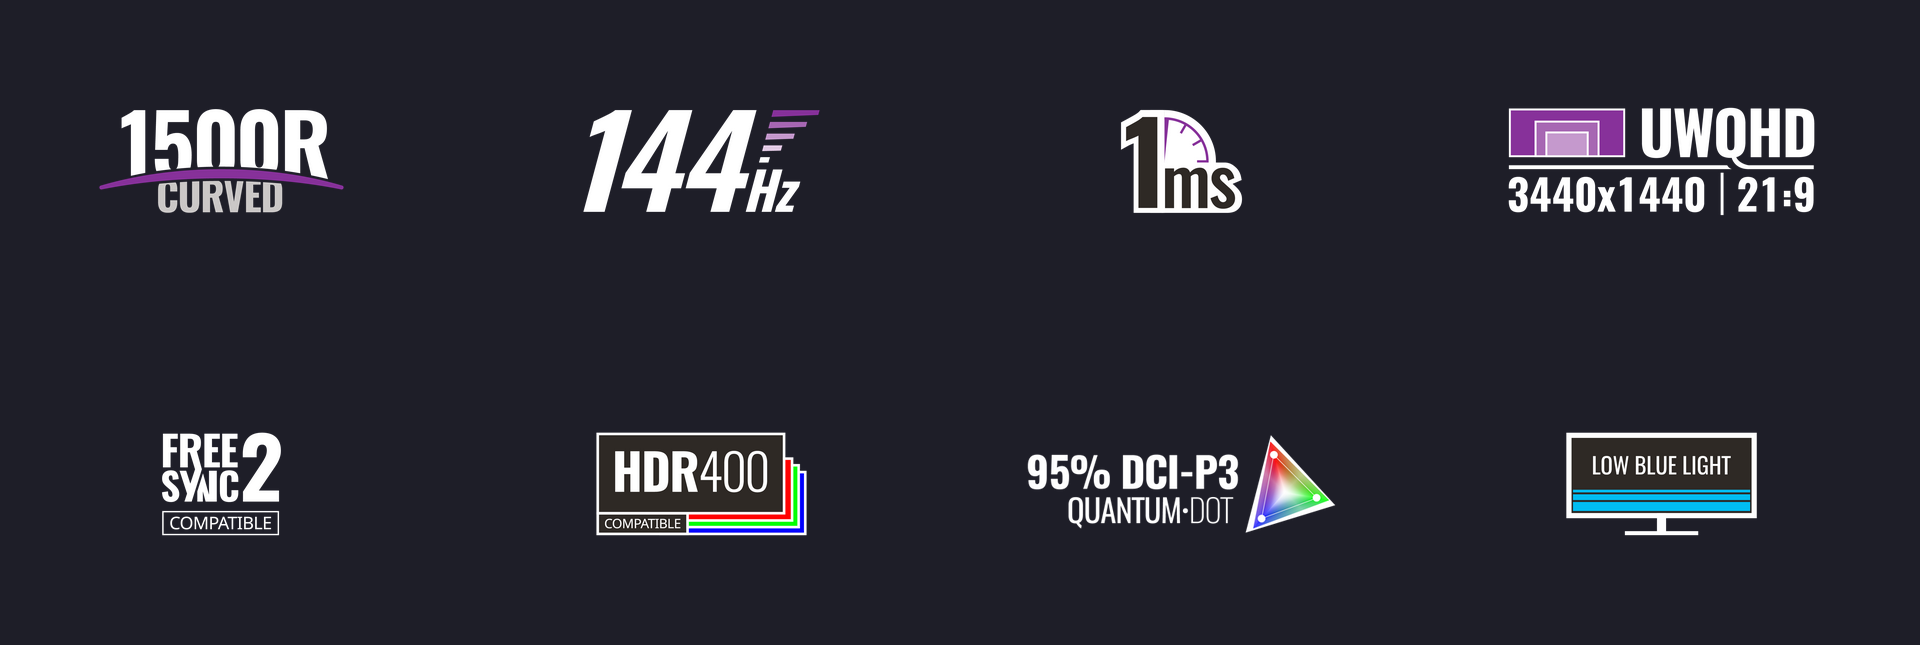 1500R
CURVED
144Hz
1ms
UWQHD
3440x1440 | 21:9
FREE
SYNC 2
COMPATIBLE
HDR400
COMPATIBLE
95% DCI-P3
QUANTUM·DOT
LOW BLUE LIGHT